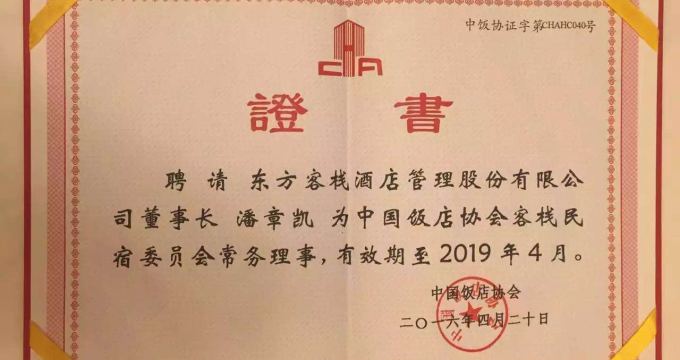 中饭协证字第CHAHC040号
CHA
證書
聘 请 东方客栈酒店管理股份有限公
司董事长 潘章凯 为中国饭店协会客栈民
宿委员会常务理事，有效期至 2019 年 4 月。
中国饭店协会
二〇一六年四月二十日